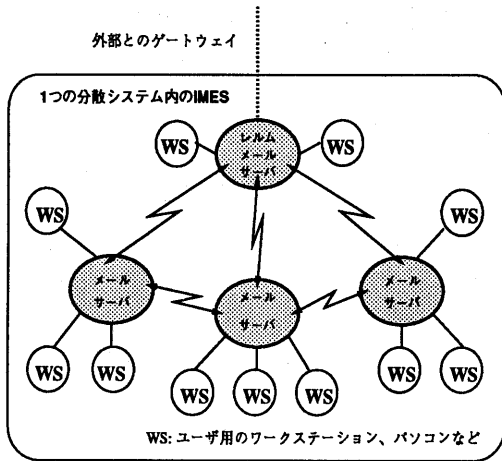 外部とのゲートウェイ
1つの分散システム内のIMES
WS
レルム
メール
サーバ
WS
WS
WS
メール
サーバ
メール
サーバ
メール
サーバ
WS
WS
WS
WS
WS
WS
WS
WS: ユーザ用のワークステーション、パソコンなど